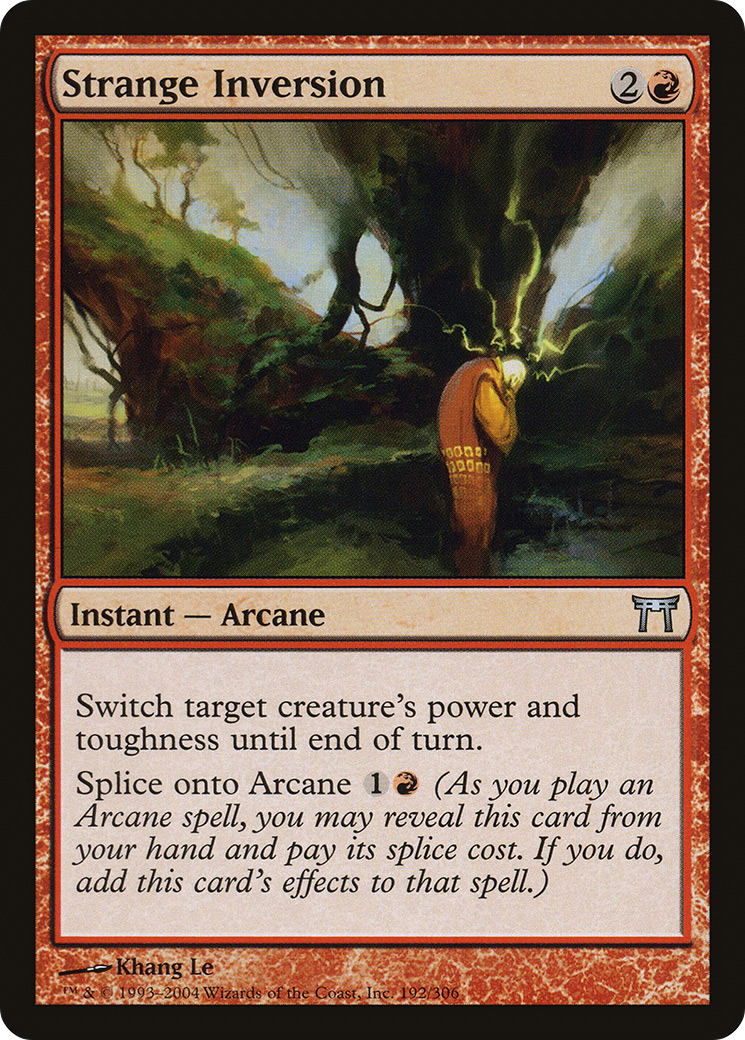 Strange Inversion 2
Instant — Arcane
Switch target creature's power and
toughness until end of turn.
Splice onto Arcane 1 (As you play an
Arcane spell, you may reveal this card from
your hand and pay its splice cost. If you do,
add this card's effects to that spell.)
Khang Le
™ & © 1993–2004 Wizards of the Coast, Inc. 192/306